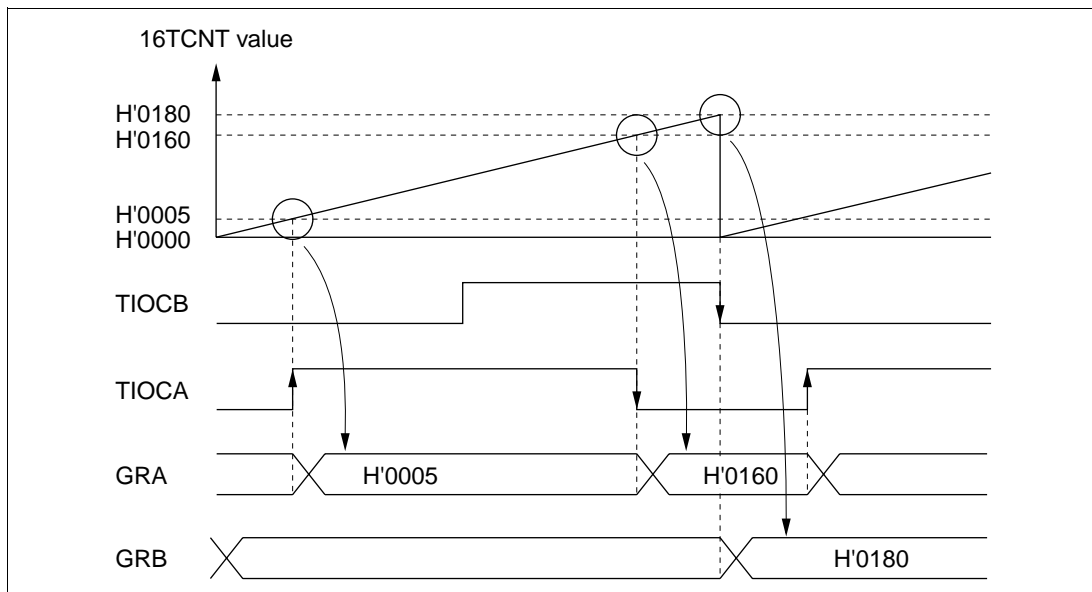 16TCNT value
H'0180
H'0160
H'0005
H'0000
TIOCB
TIOCA
GRA H'0005 H'0160
GRB H'0180